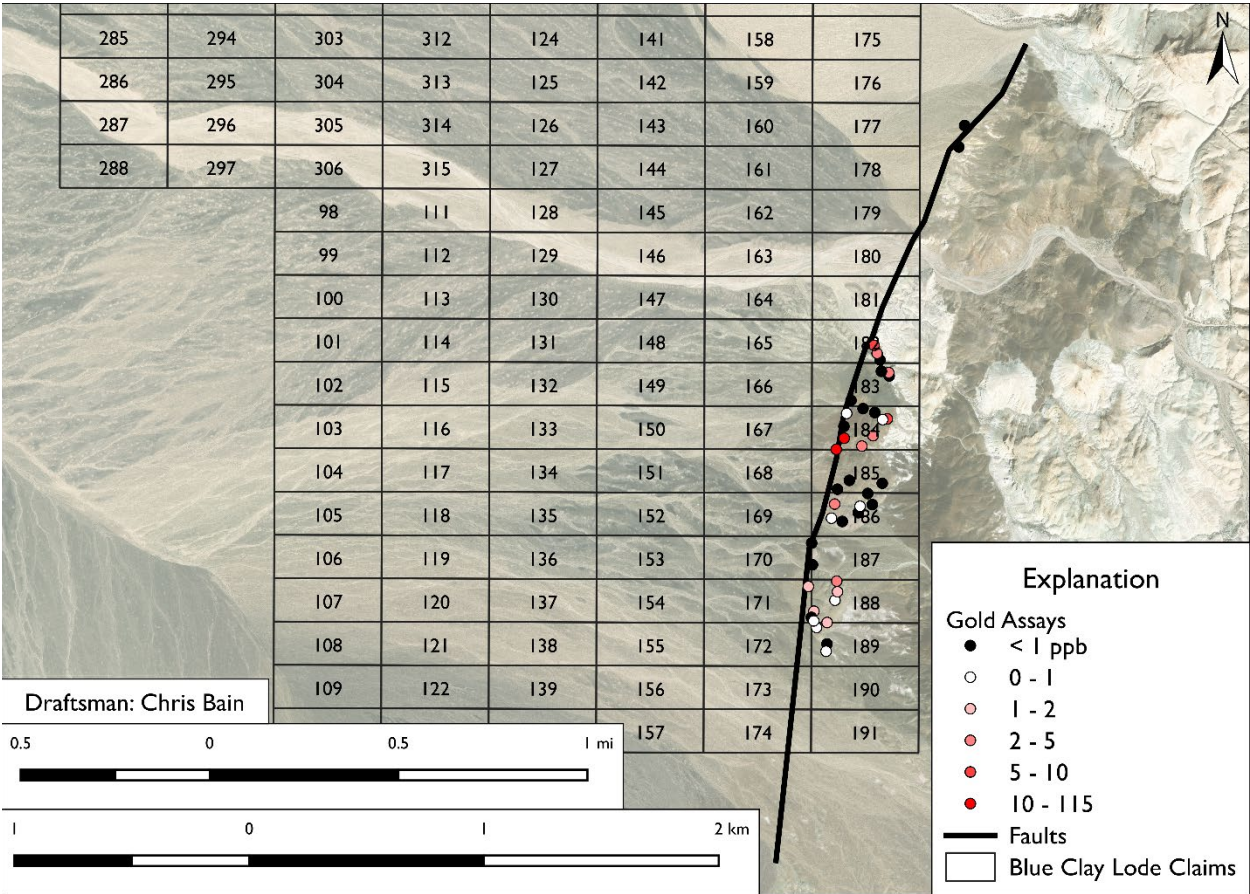 N
285 294 303 312 124 141 158 175
286 295 304 313 125 142 159 176
287 296 305 314 126 143 160 177
288 297 306 315 127 144 161 178
98 111 128 145 162 179
99 112 129 146 163 180
100 113 130 147 164 181
101 114 131 148 165
102 115 132 149 166 183
103 116 133 150 167 184
104 117 134 151 168 185
105 118 135 152 169 186
106 119 136 153 170 187
107 120 137 154 171 188
108 121 138 155 172 189
109 122 139 156 173 190
157 174 191
Draftsman: Chris Bain
0.5 0 0.5 1 mi
1 0 1 2 km
Explanation
Gold Assays
< 1 ppb
0 - 1
1 - 2
2 - 5
5 - 10
10 - 115
Faults
Blue Clay Lode Claims